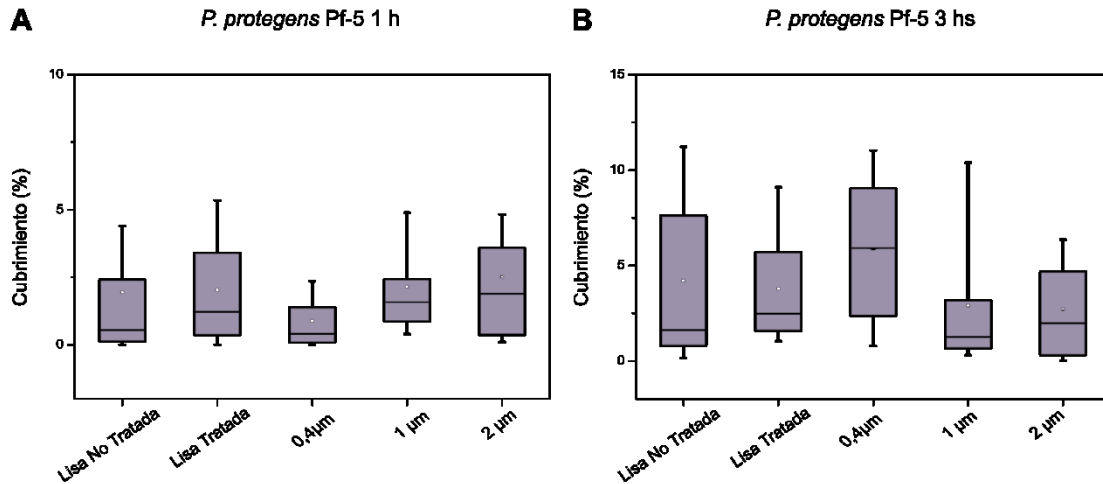 A
P. protegens Pf-5 1 h
Cubrimiento (%)
10
5
0
Lisa No Tratada
Lisa Tratada
0,4µm
1 µm
2 µm
B
P. protegens Pf-5 3 hs
Cubrimiento (%)
15
10
5
0
Lisa No Tratada
Lisa Tratada
0,4µm
1 µm
2 µm